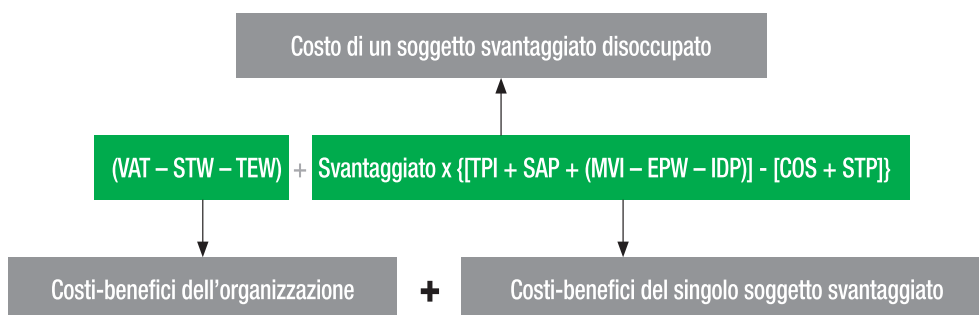 Costo di un soggetto svantaggiato disoccupato
(VAT – STW – TEW) + Svantaggiato x {[TPI + SAP + (MVI – EPW – IDP)] - [COS + STP]}
Costi-benefici dell'organizzazione + Costi-benefici del singolo soggetto svantaggiato